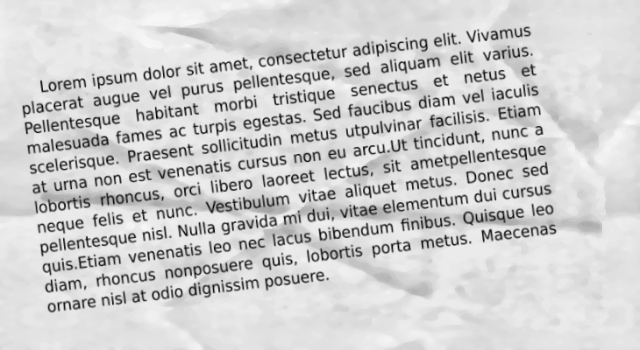 Lorem ipsum dolor sit amet, consectetur adipiscing elit. Vivamus
placerat augue vel purus pellentesque, sed aliquam elit varius.
Pellentesque habitant morbi tristique senectus et netus et
malesuada fames ac turpis egestas. Sed faucibus diam vel iaculis
scelerisque. Praesent sollicitudin metus utpulvinar facilisis. Etiam
at urna non est venenatis cursus non eu arcu.Ut tincidunt, nunc a
lobortis rhoncus, orci libero laoreet lectus, sit ametpellentesque
neque felis et nunc. Vestibulum vitae aliquet metus. Donec sed
pellentesque nisl. Nulla gravida mi dui, vitae elementum dui cursus
quis.Etiam venenatis leo nec lacus bibendum finibus. Quisque leo
diam, rhoncus nonposuere quis, lobortis porta metus. Maecenas
ornare nisl at odio dignissim posuere.